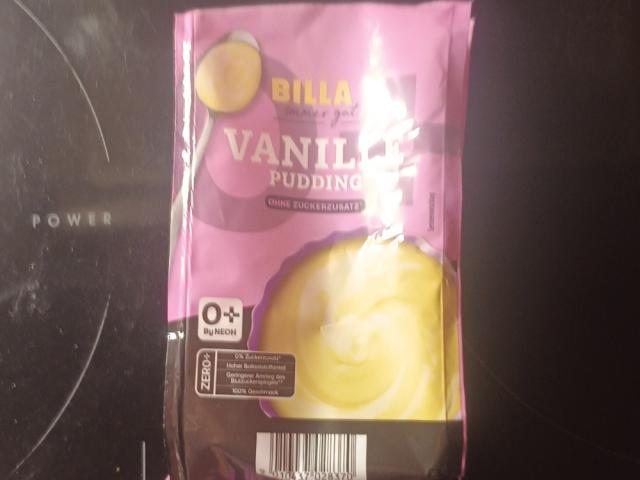 BILLA
immer gut
VANILLE
PUDDING
OHNE ZUCKERZUSATZ*
POWER
0+
By NEOH
ZERO+
0% Zuckerzusatz*
Hoher Ballaststoffanteil
Geringerer Anstieg des
Blutzuckerspiegels**
100% Geschmack